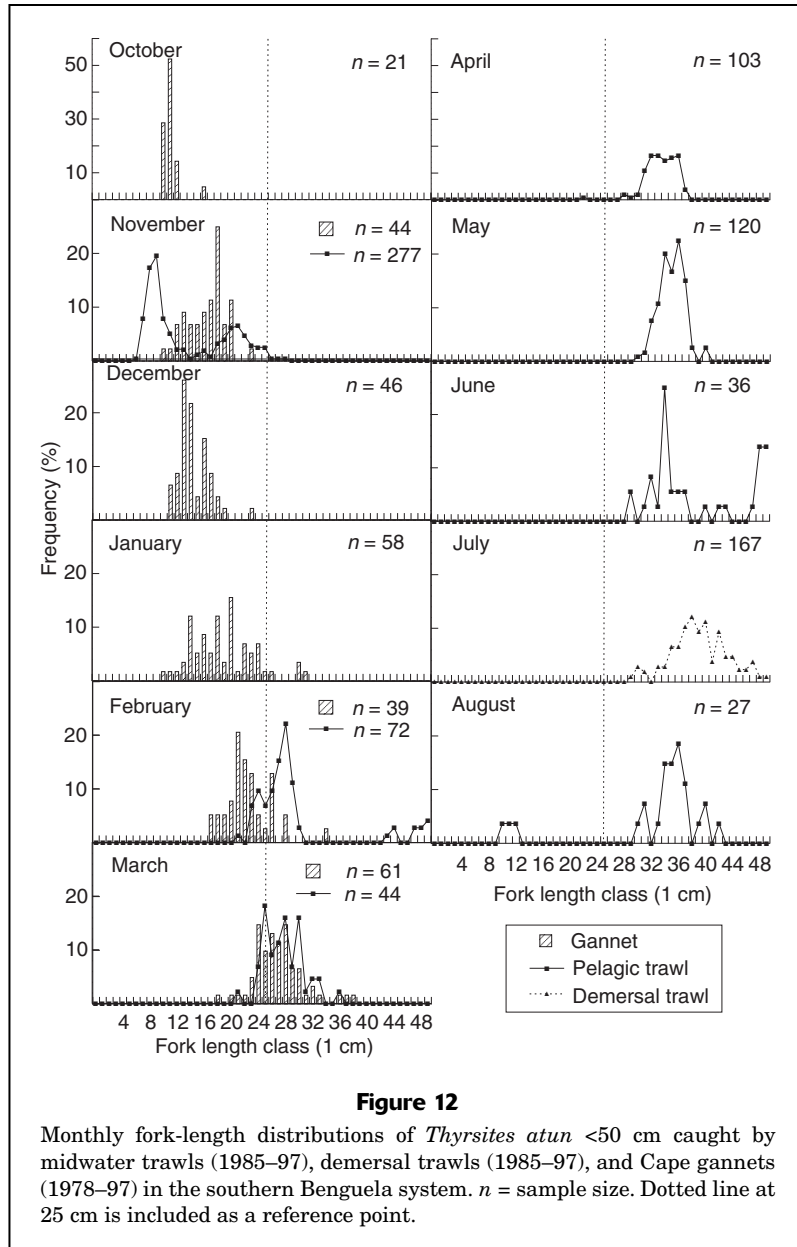 October
n = 21
50
30
10
November
n = 44
n = 277
20
10
December
n = 46
20
10
January
n = 58
20
10
February
n = 39
n = 72
20
10
March
n = 61
n = 44
20
10
4 8 12 16 20 24 28 32 36 40 44 48
Fork length class (1 cm)
Frequency (%)
April
n = 103
May
n = 120
June
n = 36
July
n = 167
August
n = 27
4 8 12 16 20 24 28 32 36 40 44 48
Fork length class (1 cm)
Gannet
Pelagic trawl
Demersal trawl
Figure 12
Monthly fork-length distributions of Thyrsites atun <50 cm caught by
midwater trawls (1985–97), demersal trawls (1985–97), and Cape gannets
(1978–97) in the southern Benguela system. n = sample size. Dotted line at
25 cm is included as a reference point.